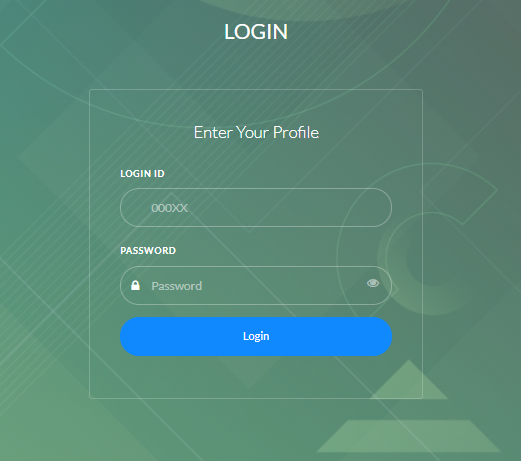 LOGIN
Enter Your Profile
LOGIN ID
000XX
PASSWORD
Password
Login